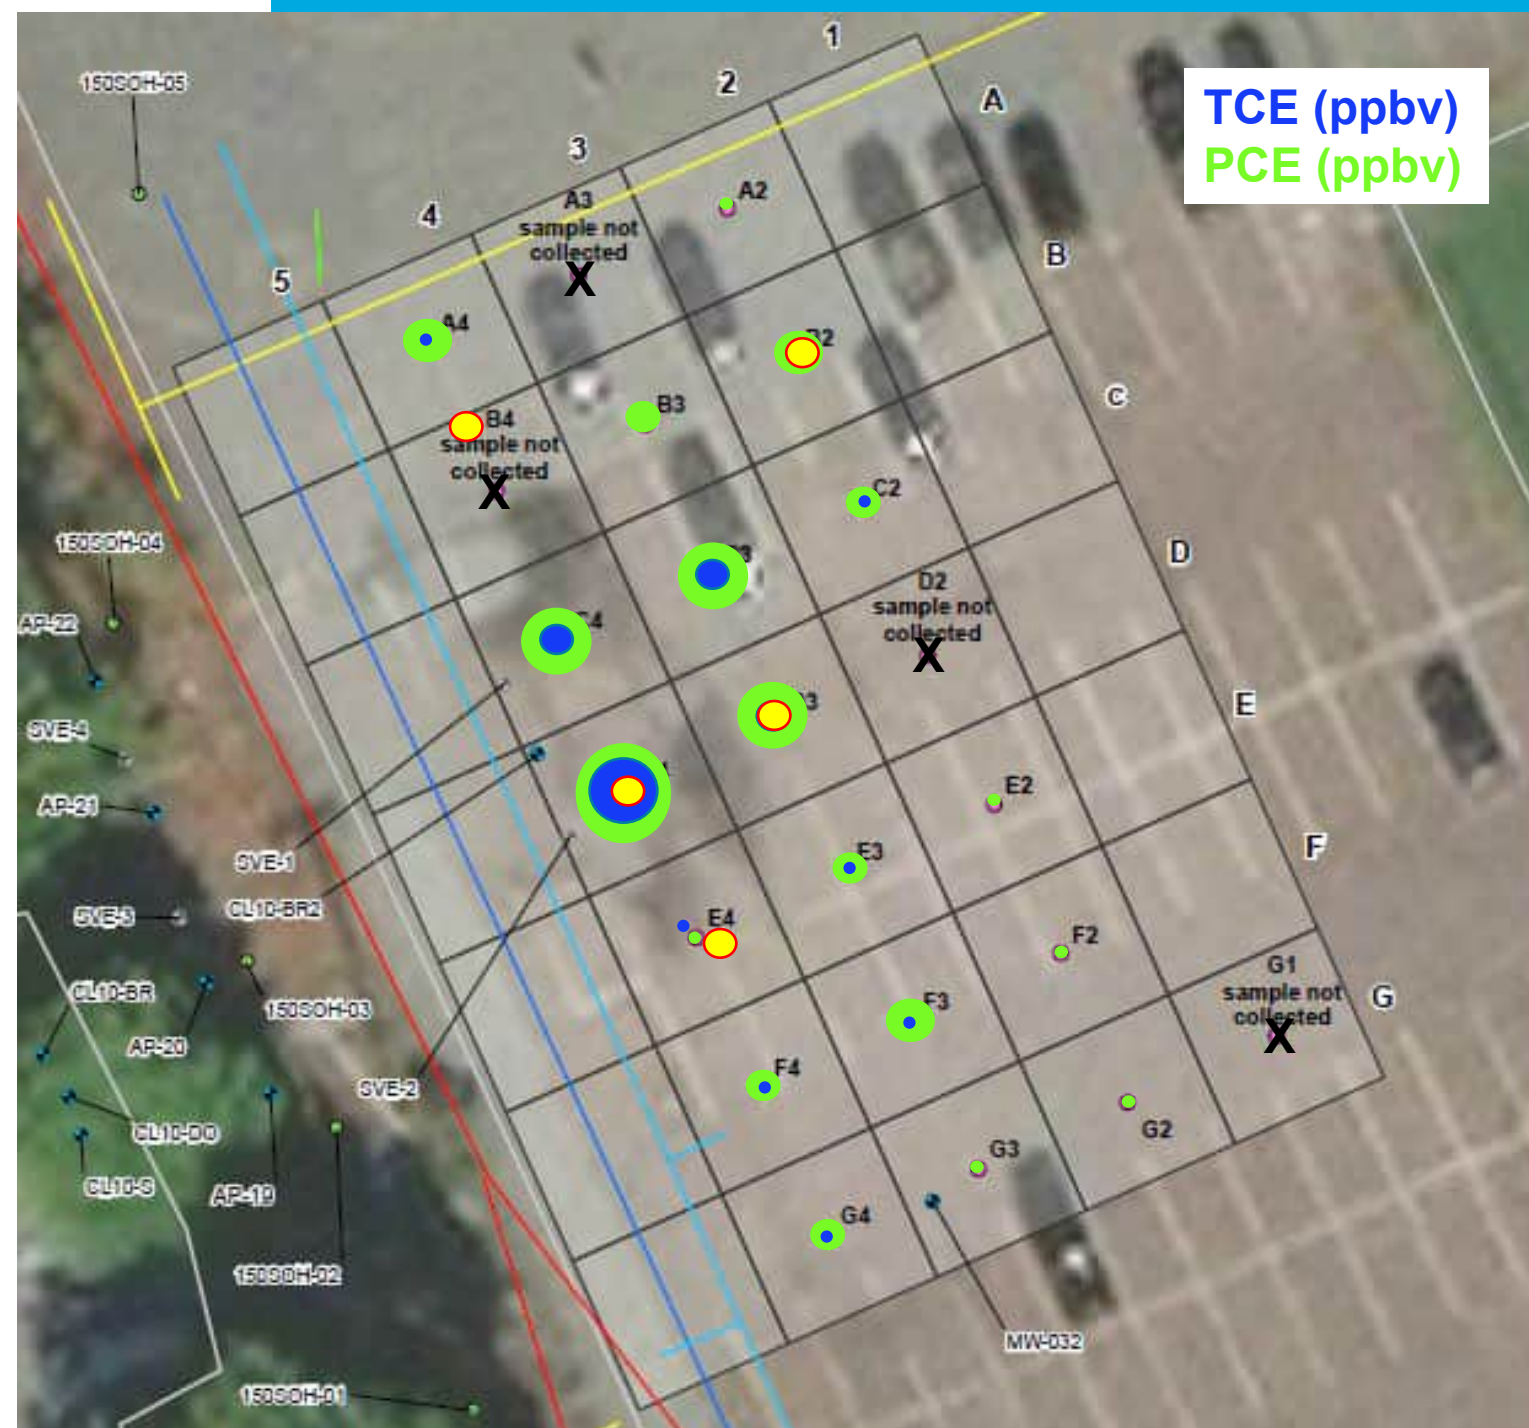 TCE (ppbv)
PCE (ppbv)
1
2
3
4
5
A
B
C
D
E
F
G
150SOH-05
A2
A3
sample not
collected
X
A4
B3
B4
sample not
collected
X
C2
D2
sample not
collected
X
E2
E3
E4
F2
F3
F4
G1
sample not
collected
X
G2
G3
G4
150SOH-04
AP-22
SVE-4
AP-21
SVE-1
CL10-BR2
SVE-3
CL10-BR
150SOH-03
AP-20
SVE-2
CL10-DO
CL10-S
AP-19
150SOH-02
150SOH-01
MW-032